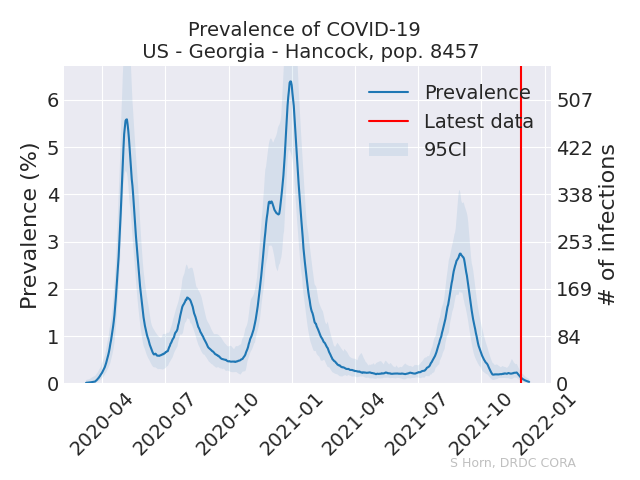 Prevalence of COVID-19
US - Georgia - Hancock, pop. 8457
Prevalence
Latest data
95CI
Prevalence (%)
6
5
4
3
2
1
0
507
422
338
253
169
84
0
# of infections
2020-04
2020-07
2020-10
2021-01
2021-04
2021-07
2021-10
2022-01
S Horn, DRDC CORA